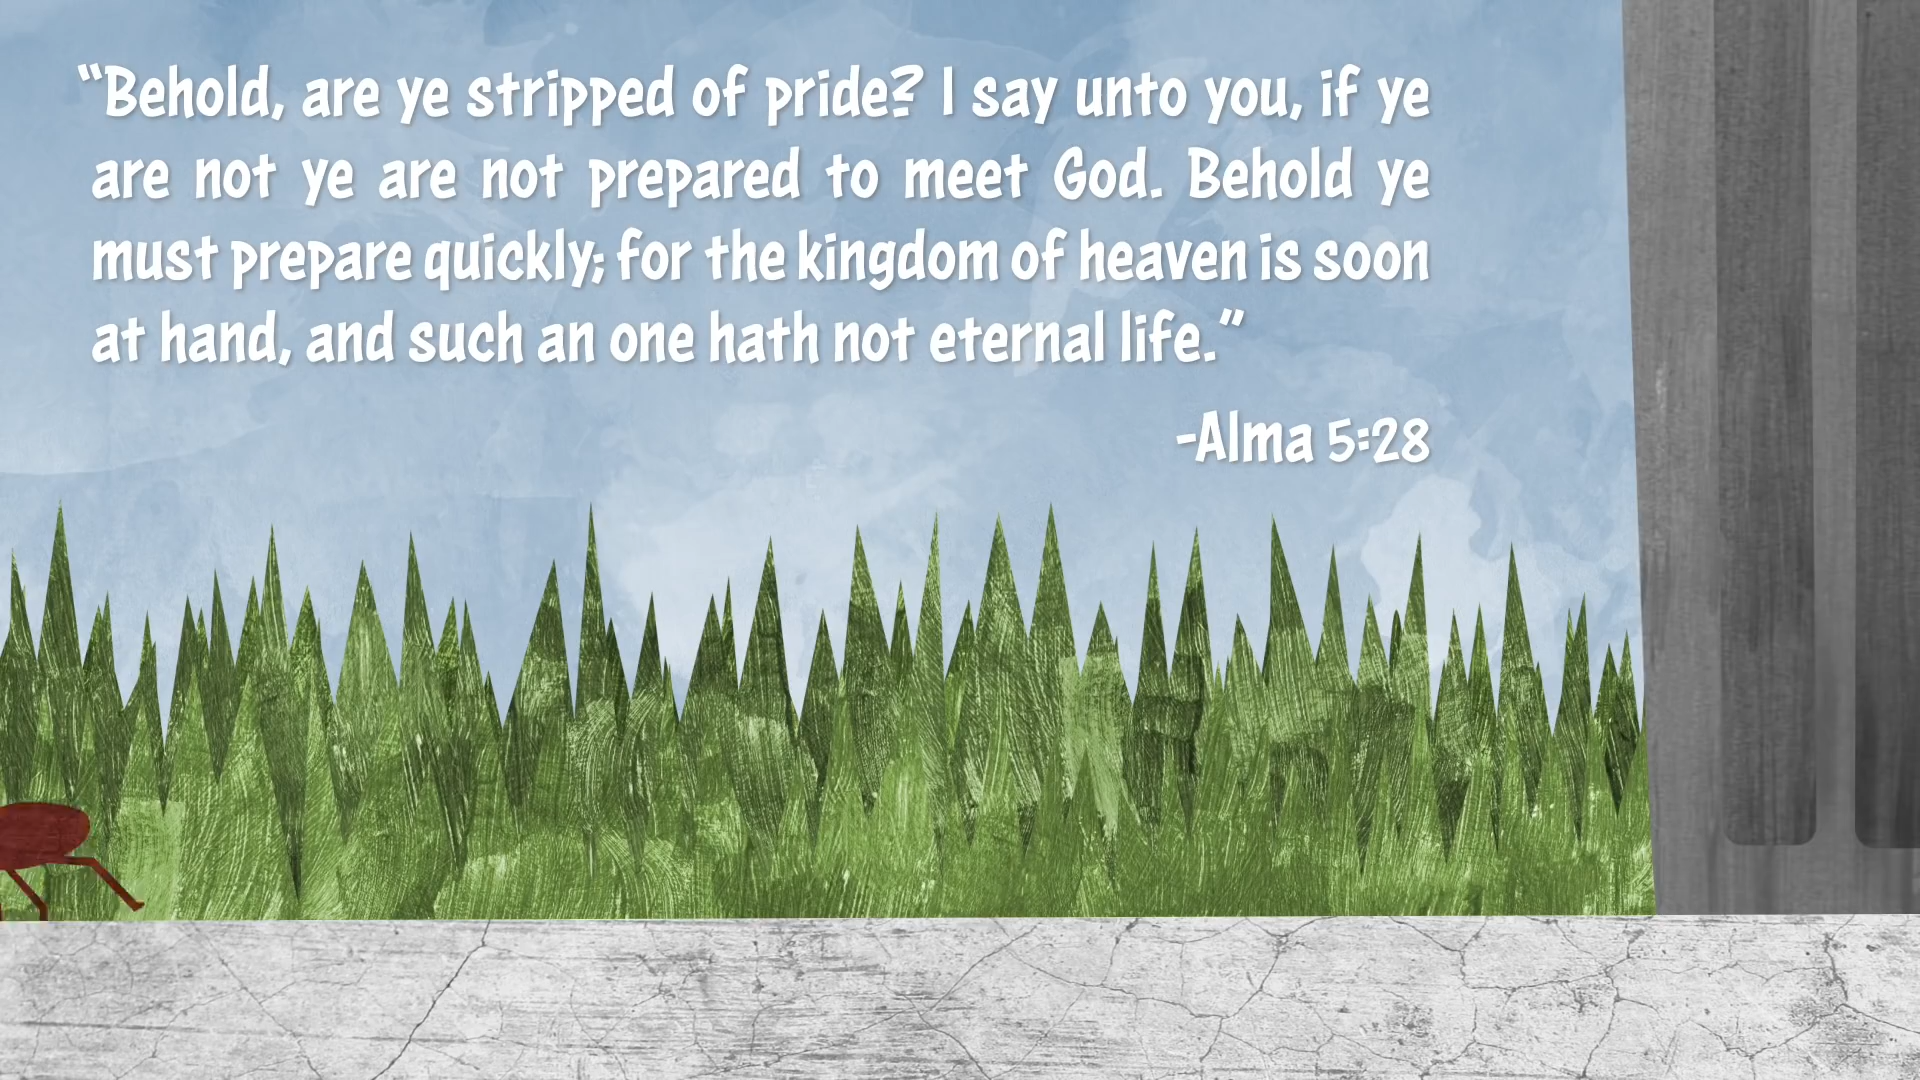 “Behold, are ye stripped of pride? I say unto you, if ye
are not ye are not prepared to meet God. Behold ye
must prepare quickly; for the kingdom of heaven is soon
at hand, and such an one hath not eternal life.”
-Alma 5:28